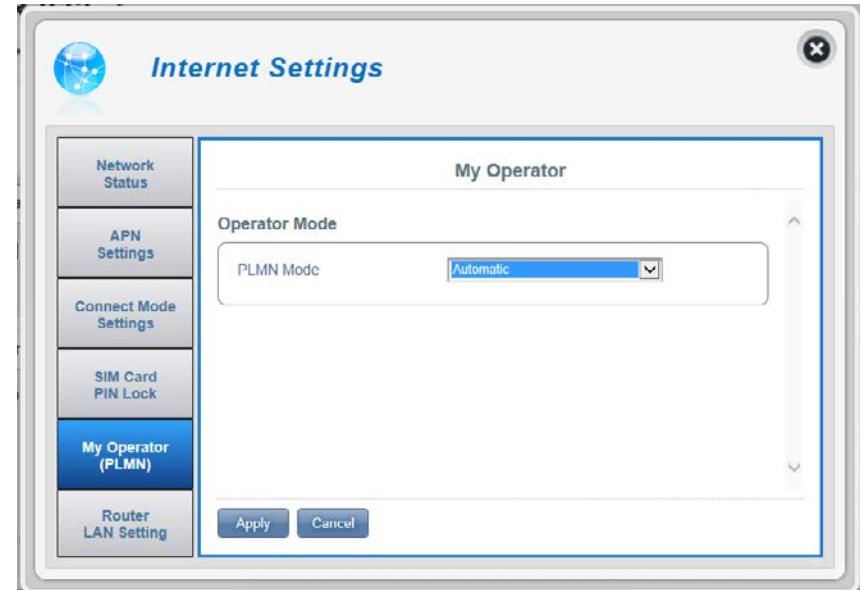 Internet Settings
Network
Status
APN
Settings
Connect Mode
Settings
SIM Card
PIN Lock
My Operator
(PLMN)
Router
LAN Setting
My Operator
Operator Mode
PLMN Mode
Automatic
Apply
Cancel